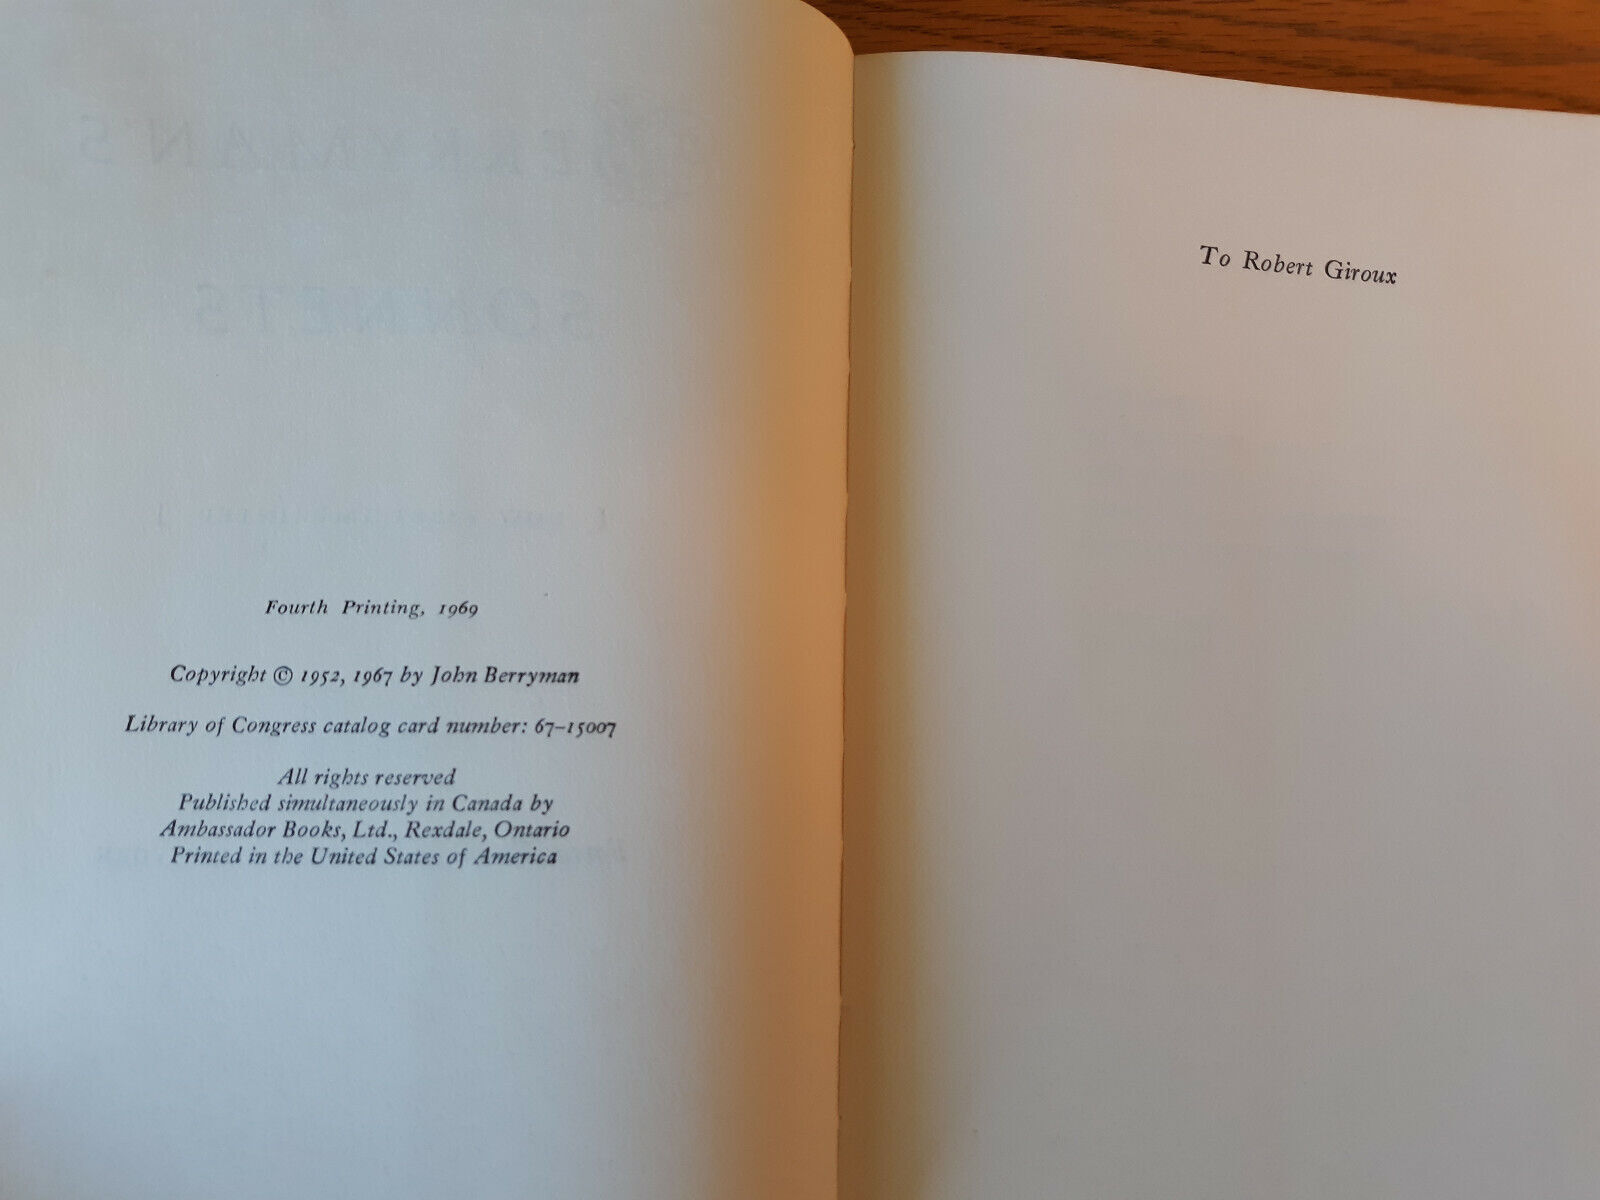 BERRYMAN'S
SONNETS
Fourth Printing, 1969
Copyright © 1952, 1967 by John Berryman
Library of Congress catalog card number: 67-15007
All rights reserved
Published simultaneously in Canada by
Ambassador Books, Ltd., Rexdale, Ontario
Printed in the United States of America
To Robert Giroux